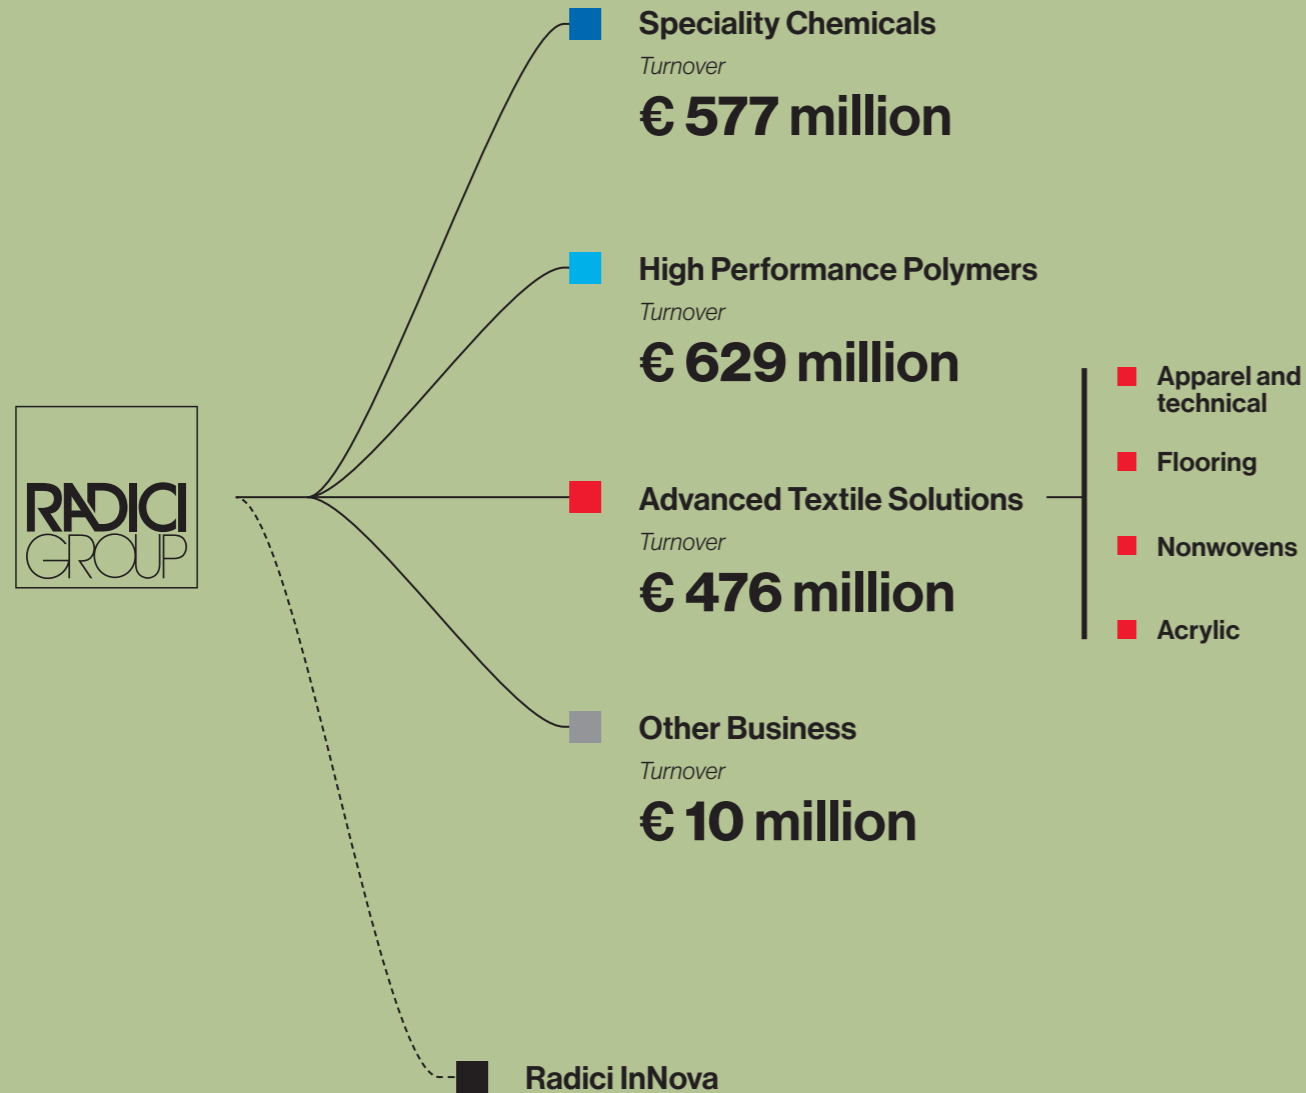 Speciality Chemicals
Turnover
€ 577 million
High Performance Polymers
Turnover
€ 629 million
RADICI
GROUP
Advanced Textile Solutions
Turnover
€ 476 million
Apparel and
technical
Flooring
Nonwovens
Acrylic
Other Business
Turnover
€ 10 million
Radici InNova